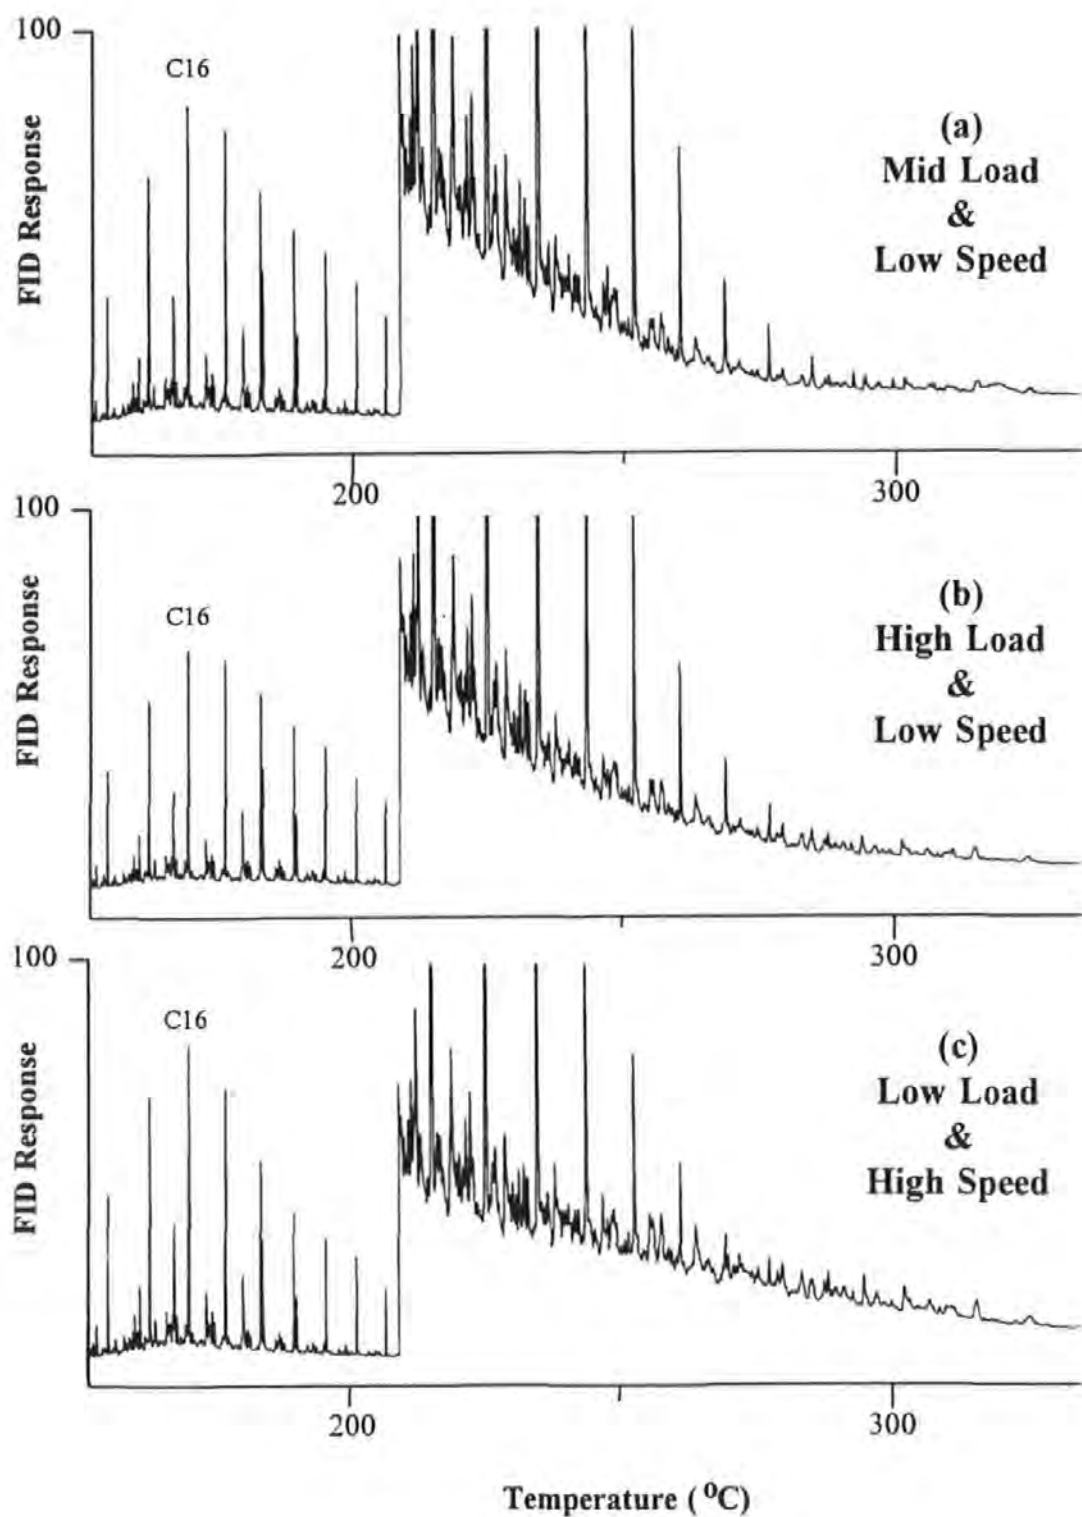 100
C16
FID Response
(a)
Mid Load
&
Low Speed
200
300
100
C16
FID Response
(b)
High Load
&
Low Speed
200
300
100
C16
FID Response
(c)
Low Load
&
High Speed
200
300
Temperature (°C)